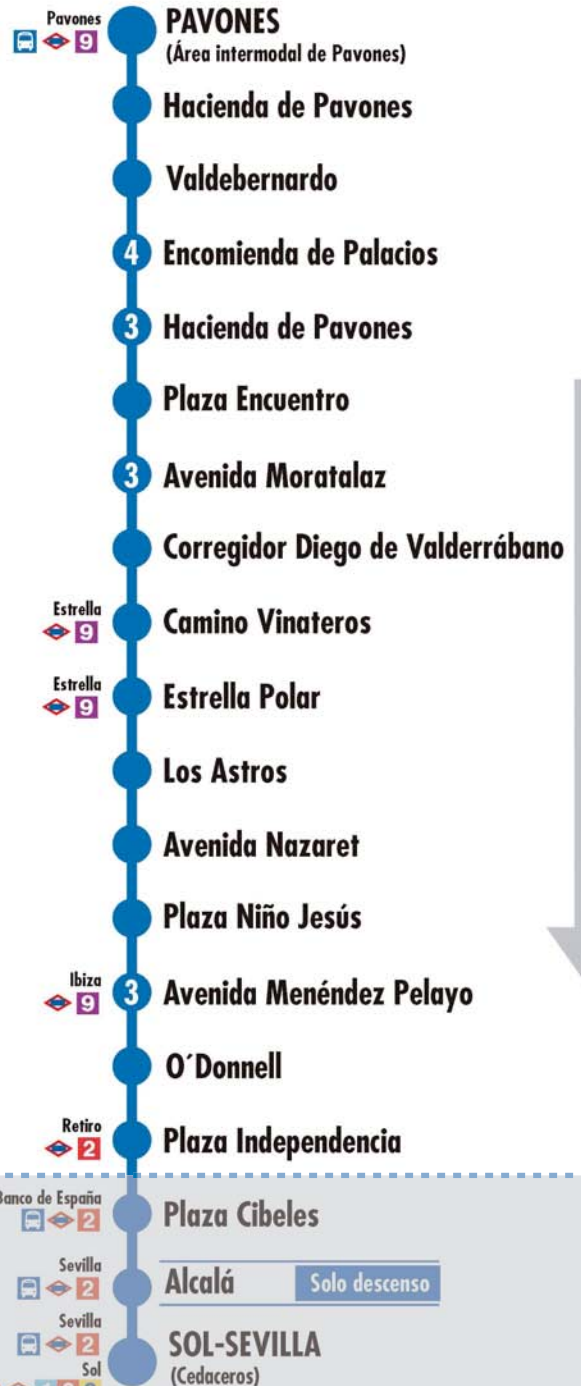 Pavones
9
PAVONES
(Área intermodal de Pavones)
Hacienda de Pavones
Valdebernardo
4 Encomienda de Palacios
3 Hacienda de Pavones
Plaza Encuentro
3 Avenida Moratalaz
Corregidor Diego de Valderrábano
Estrella
9
Camino Vinateros
Estrella
9
Estrella Polar
Los Astros
Avenida Nazaret
Plaza Niño Jesús
Ibiza
9
3 Avenida Menéndez Pelayo
O´Donnell
Retiro
2
Plaza Independencia
Banco de España
2
Plaza Cibeles
Sevilla
2
Alcalá Solo descenso
Sevilla
2
SOL-SEVILLA
(Cedaceros)
Sol